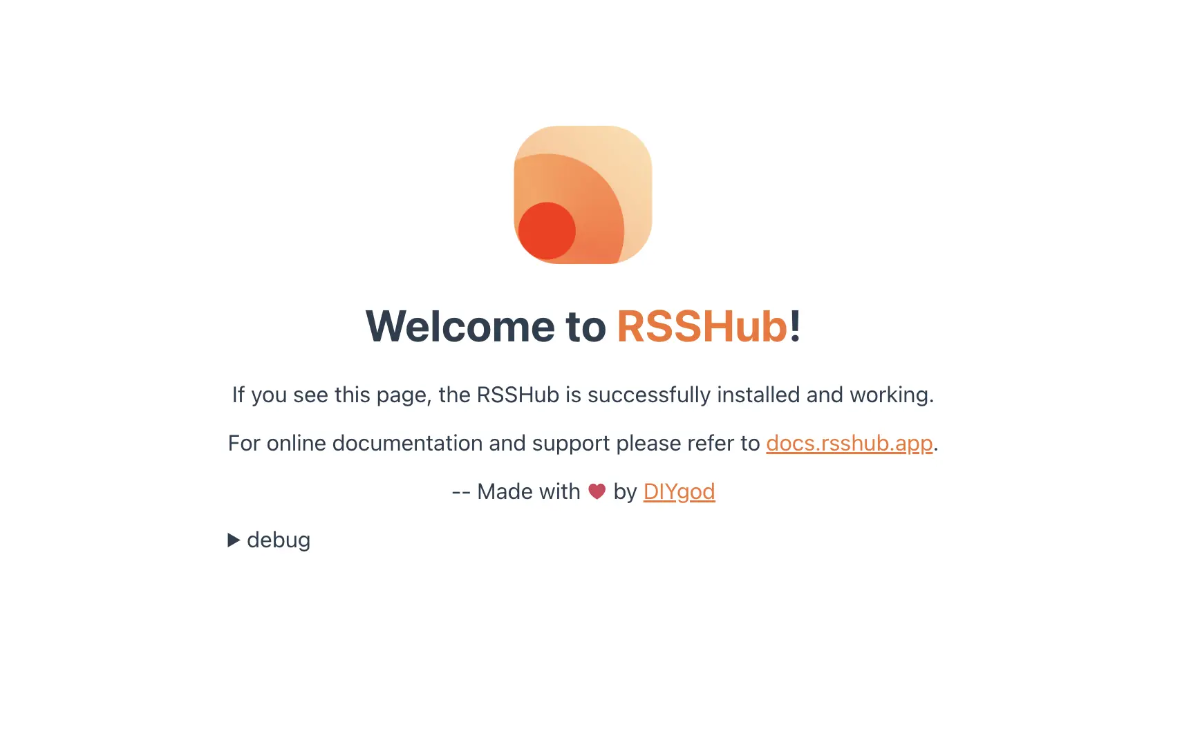 Welcome to RSSHub!
If you see this page, the RSSHub is successfully installed and working.
For online documentation and support please refer to docs.rsshub.app.
-- Made with ❤️ by DIYgod
▶ debug